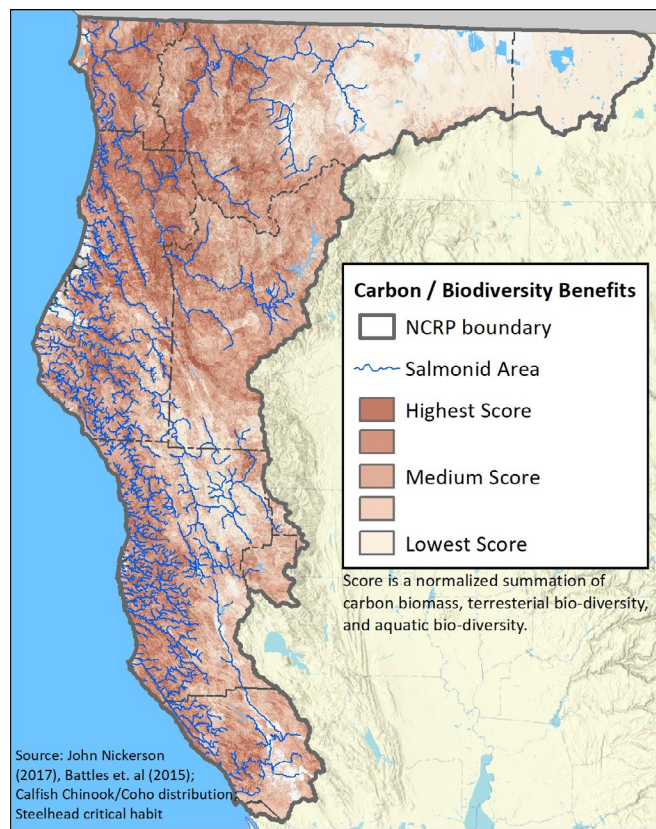 Carbon / Biodiversity Benefits
NCRP boundary
Salmonid Area
Highest Score
Medium Score
Lowest Score
Score is a normalized summation of
carbon biomass, terresterial bio-diversity,
and aquatic bio-diversity.
Source: John Nickerson
(2017), Battles et. al (2015);
Calfish Chinook/Coho distribution;
Steelhead critical habit